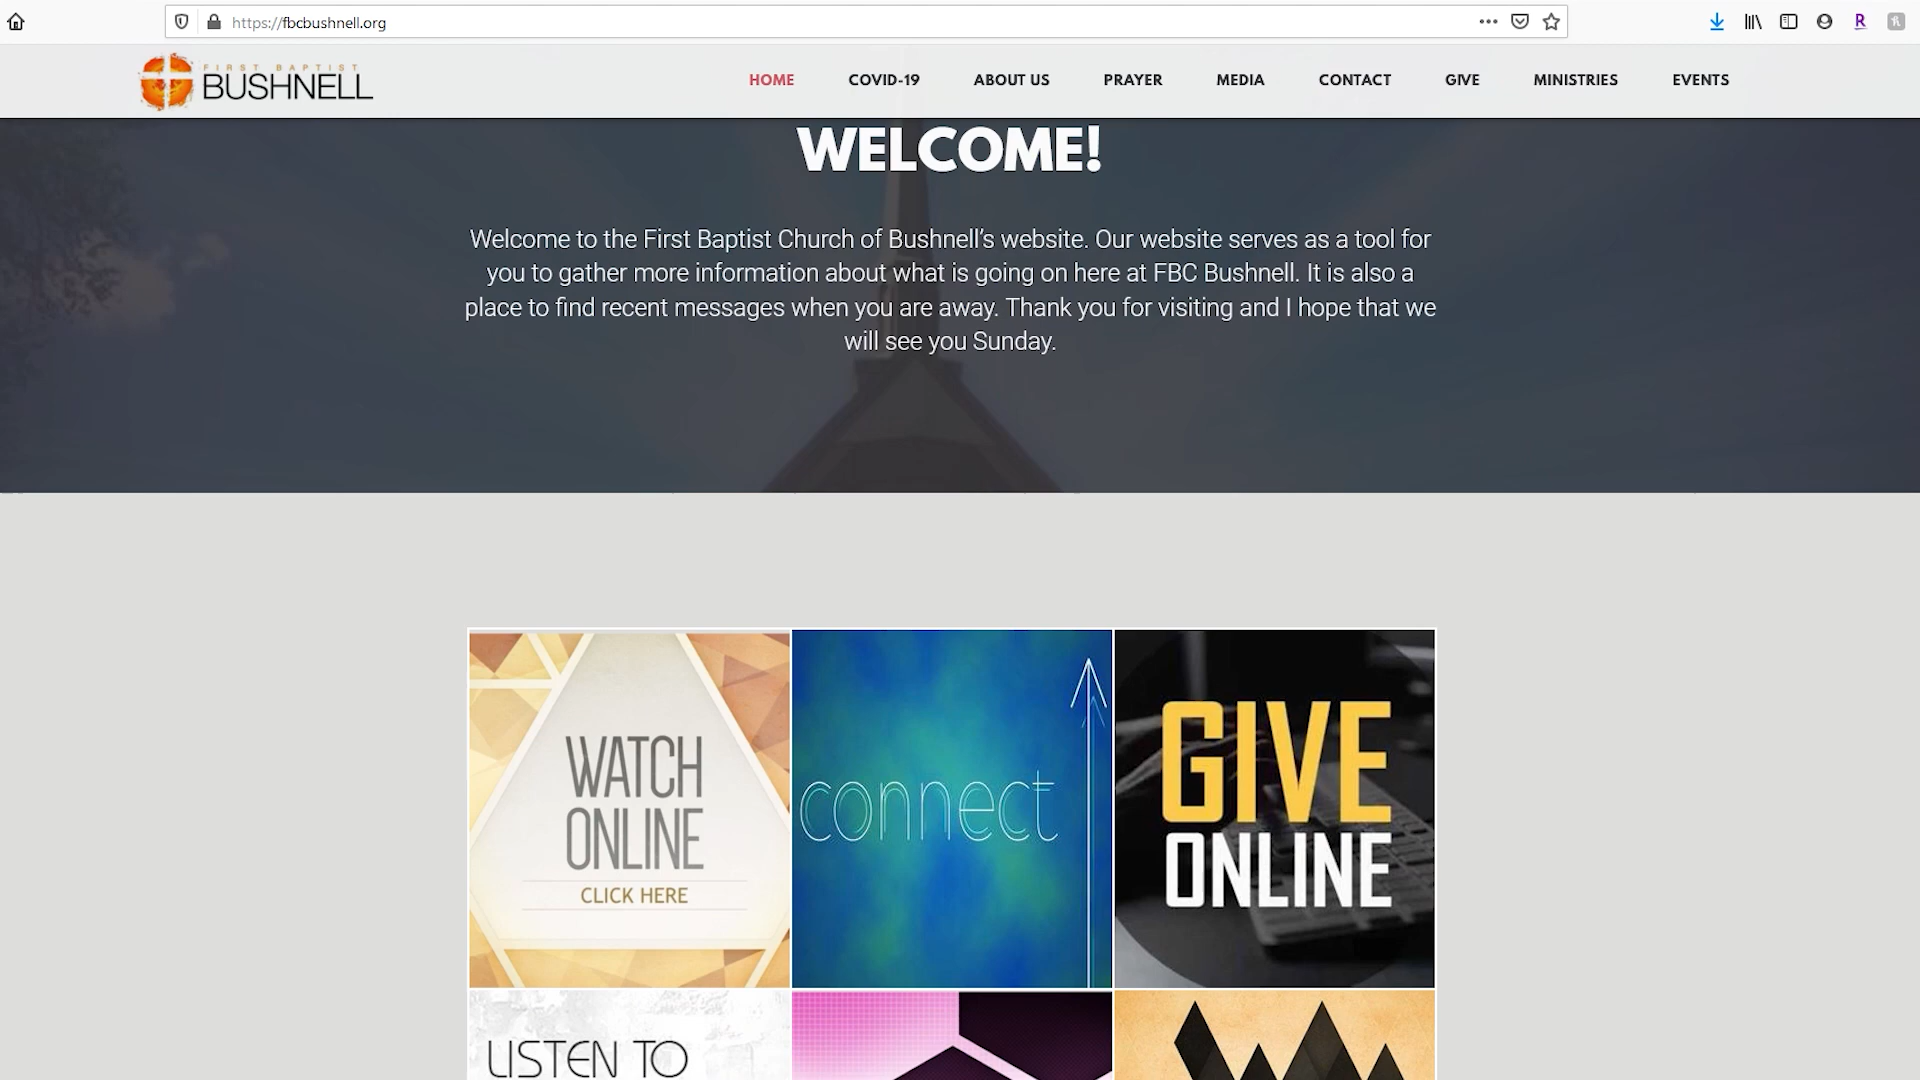 https://fbcbushnell.org
FIRST BAPTIST
BUSHNELL
HOME COVID-19 ABOUT US PRAYER MEDIA CONTACT GIVE MINISTRIES EVENTS
WELCOME!
Welcome to the First Baptist Church of Bushnell’s website. Our website serves as a tool for
you to gather more information about what is going on here at FBC Bushnell. It is also a
place to find recent messages when you are away. Thank you for visiting and I hope that we
will see you Sunday.
WATCH
ONLINE
CLICK HERE
connect
GIVE
ONLINE
LISTEN TO